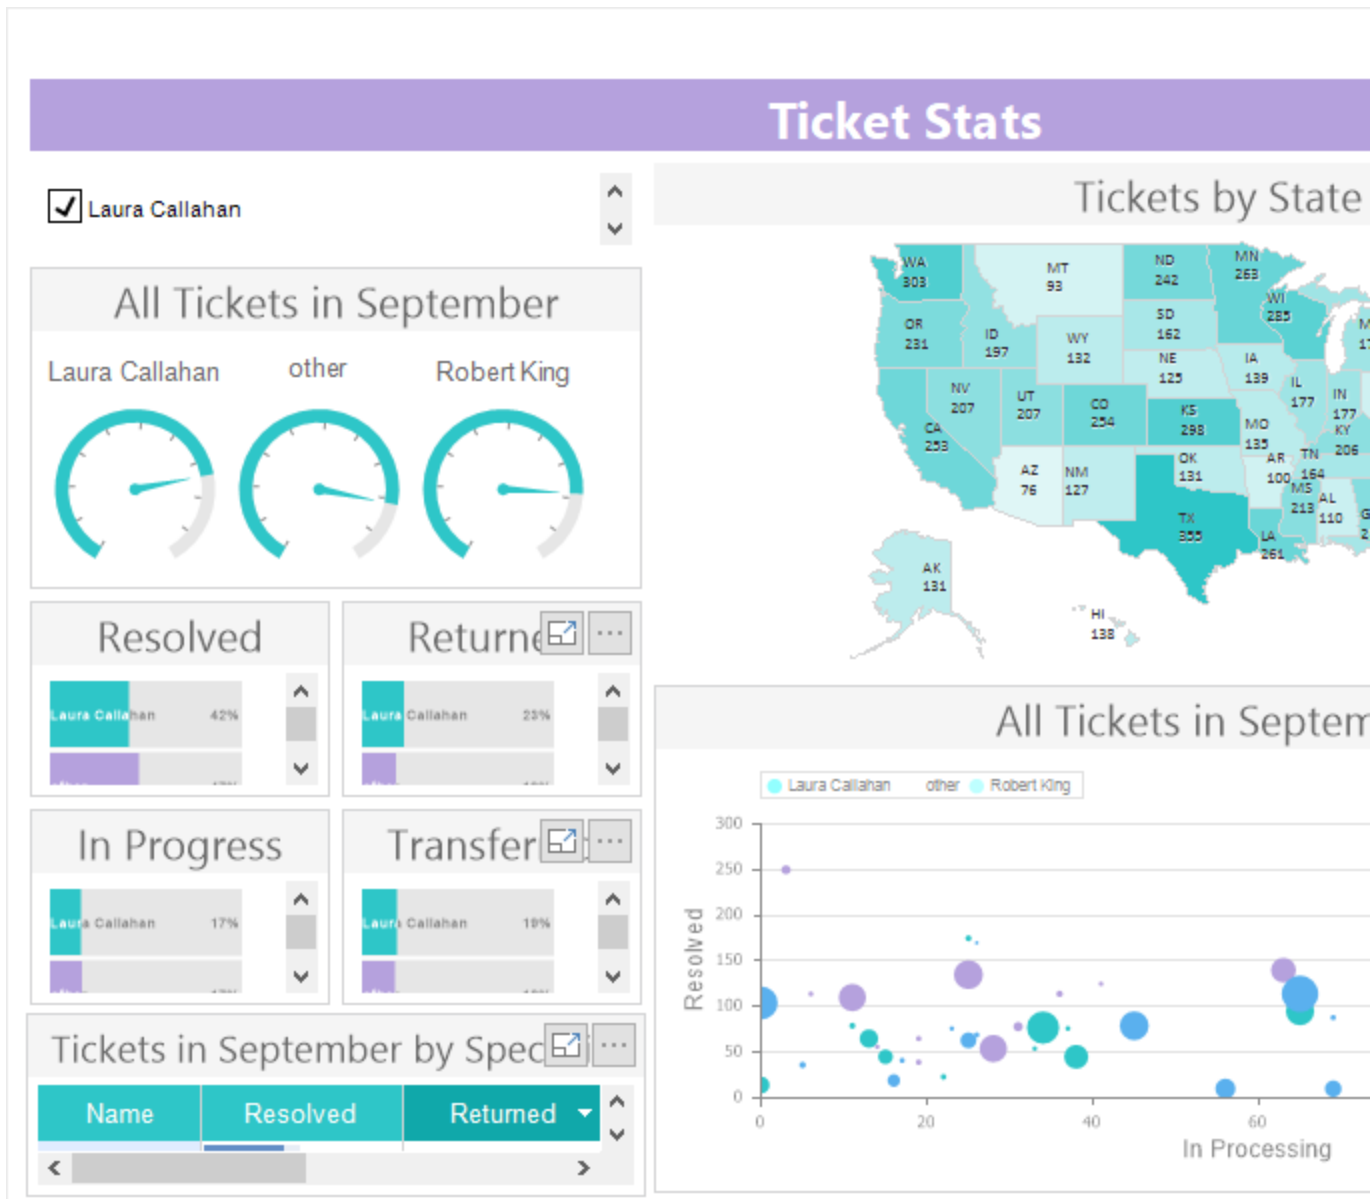 Ticket Stats
Laura Callahan
All Tickets in September
Laura Callahan
other
Robert King
Resolved
Laura Callahan 42%
Returne
Laura Callahan 23%
In Progress
Laura Callahan 17%
Transfer
Laura Callahan 19%
Tickets in September by Spec
Name Resolved Returned
Tickets by State
WA
303
OR
231
CA
253
NV
207
ID
197
MT
93
WY
132
UT
207
CO
254
AZ
76
NM
127
ND
242
SD
162
NE
125
KS
298
OK
131
TX
355
MN
263
IA
139
MO
135
AR
100
LA
261
WI
285
IL
177
IN
177
KY
206
TN
164
MS
213
AL
110
AK
131
HI
138
All Tickets in Septem
Laura Callahan other Robert King
300
250
200
150
100
50
0
Resolved
0 20 40 60
In Processing